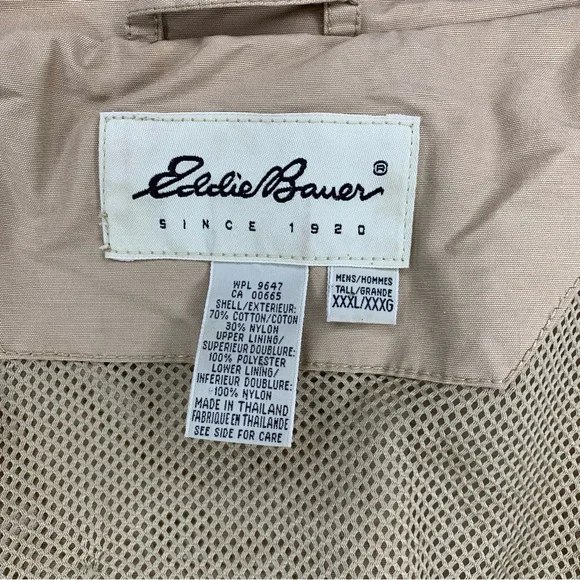 Eddie Bauer®
SINCE 1920
WPL 9647
CA 00665
SHELL/EXTERIEUR:
70% COTTON/COTON
30% NYLON
UPPER LINING/
SUPERIEUR DOUBLURE:
100% POLYESTER
LOWER LINING/
INFERIEUR DOUBLURE:
100% NYLON
MADE IN THAILAND
FABRIQUE EN THAILANDE
SEE SIDE FOR CARE
MENS/HOMMES
TALL/GRANDE
XXXL/XXXG